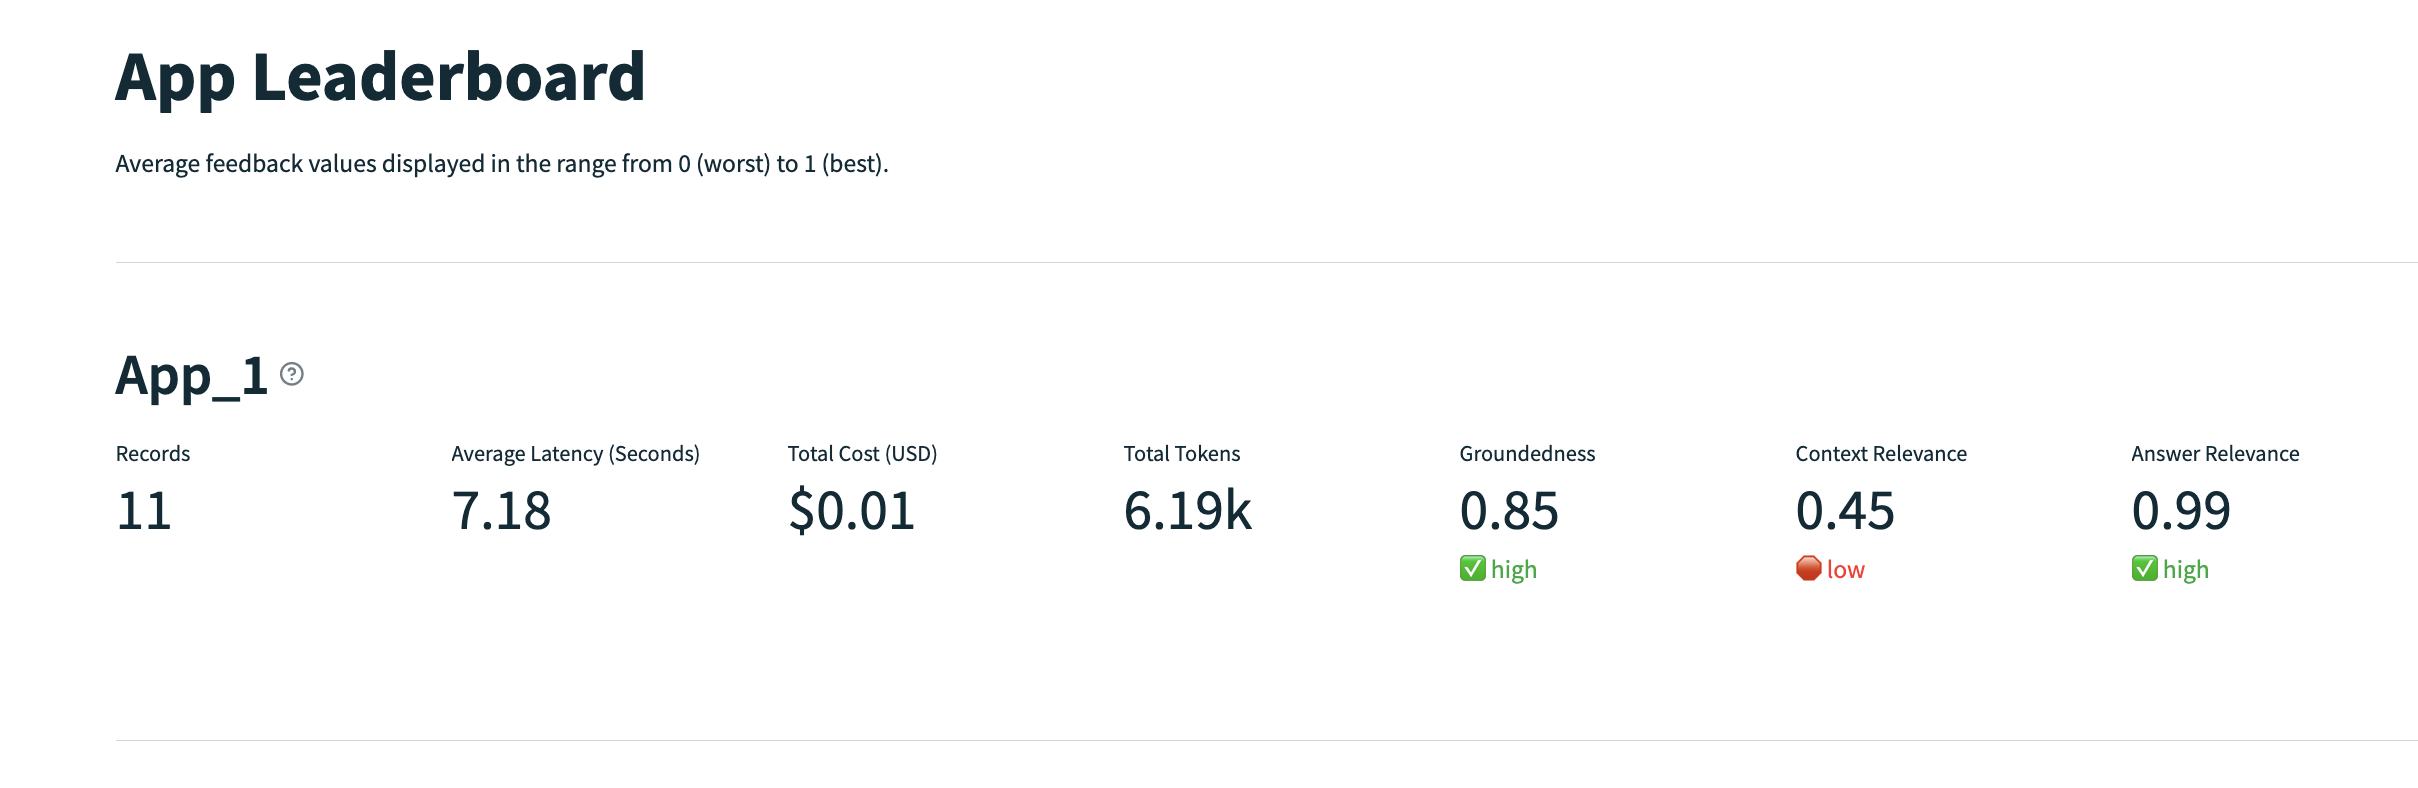 App Leaderboard
Average feedback values displayed in the range from 0 (worst) to 1 (best).
App_1
Records
11
Average Latency (Seconds)
7.18
Total Cost (USD)
$0.01
Total Tokens
6.19k
Groundedness
0.85
✅ high
Context Relevance
0.45
🛑 low
Answer Relevance
0.99
✅ high